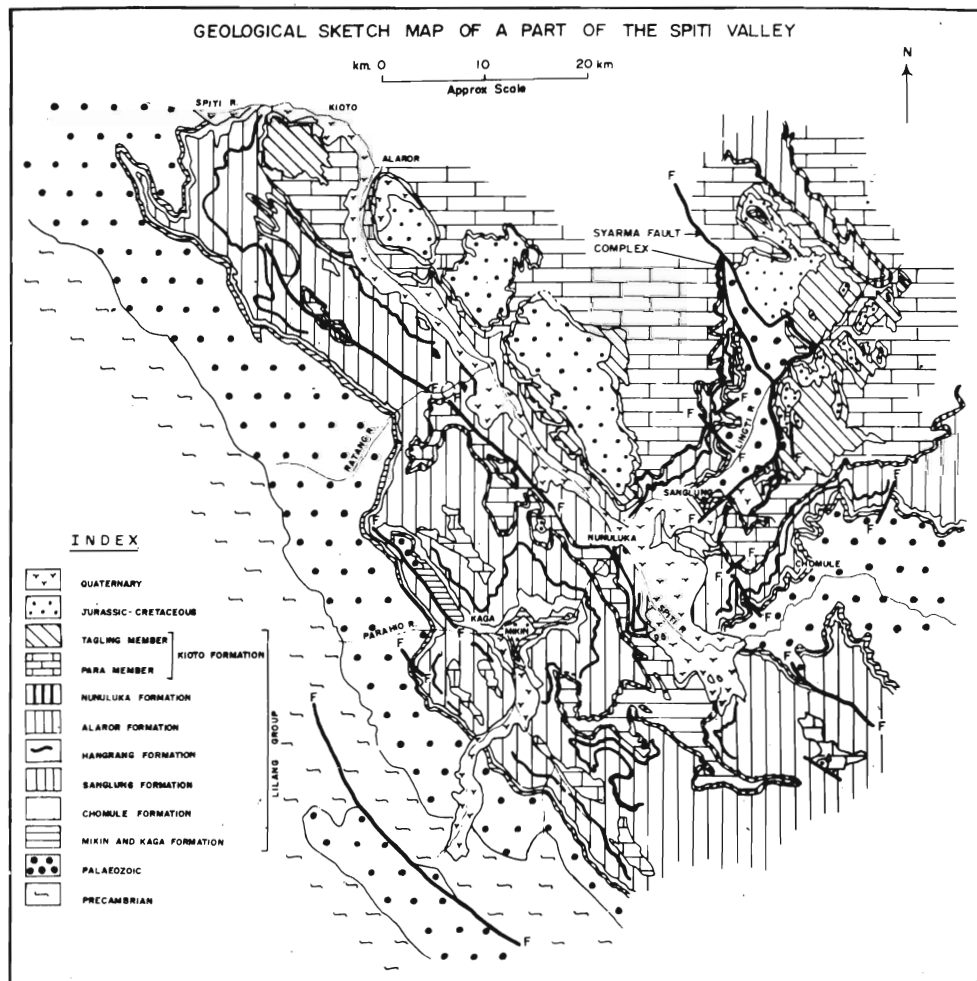 GEOLOGICAL SKETCH MAP OF A PART OF THE SPITI VALLEY
km. 0 10 20 km
Approx Scale
N
SPITI R.
KIOTO
ALAROR
F
SYARMA FAULT
COMPLEX
F
F
F
LINGTI R.
F
RATANG R.
F
SANGLUNG
F
F
NUNULUKA
F
CHOMULE
F
SPITI R.
KAGA
MIKIN
PARAHIO R.
F
F
F
F
F
F
F
INDEX
QUATERNARY
JURASSIC-CRETACEOUS
TAGLING MEMBER
KIOTO FORMATION
PARA MEMBER
NUNULUKA FORMATION
ALAROR FORMATION
HANGRANG FORMATION
SANGLUNG FORMATION
CHOMULE FORMATION
MIKIN AND KAGA FORMATION
LILANG GROUP
PALAEOZOIC
PRECAMBRIAN